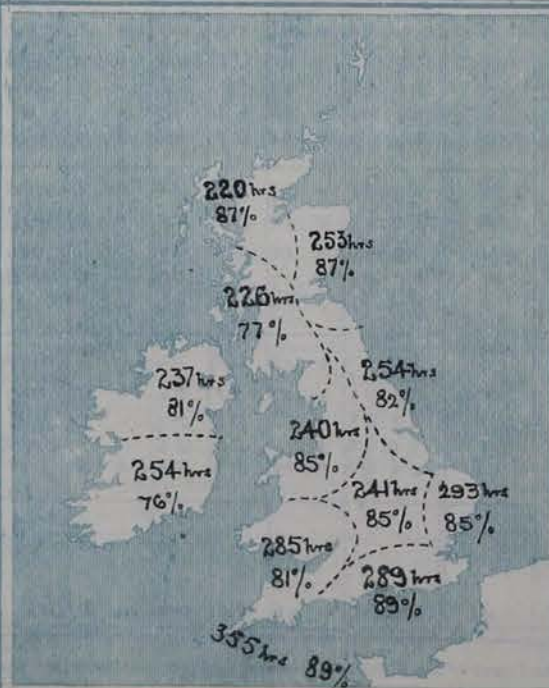 220 hrs
87%
253 hrs
87%
226 hrs
77%
237 hrs
81%
254 hrs
82%
240 hrs
85%
254 hrs
76%
241 hrs
85%
293 hrs
85%
285 hrs
81%
289 hrs
89%
355 hrs 89%